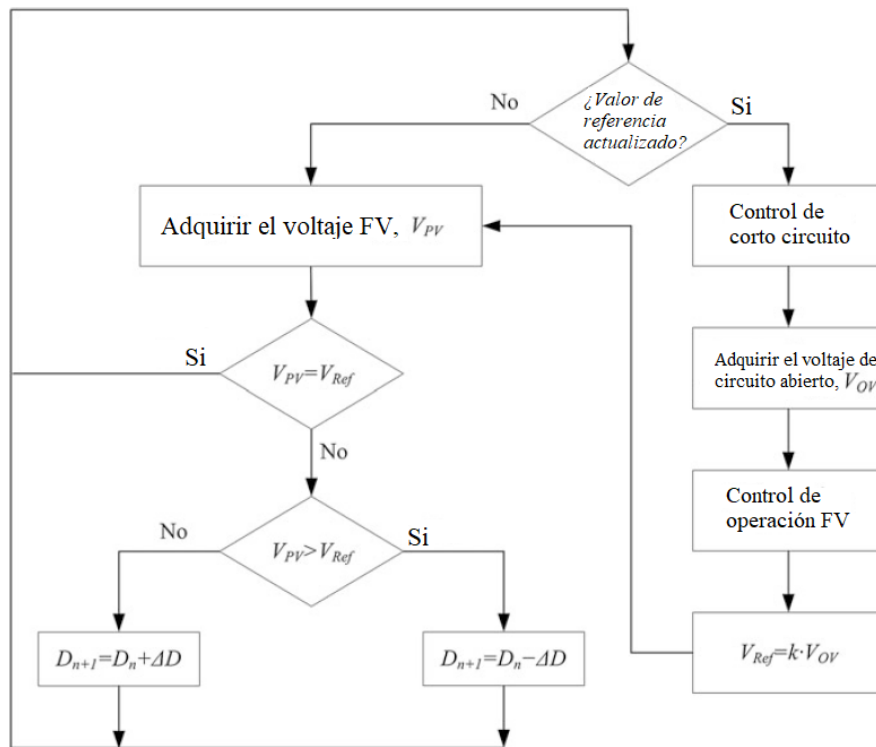 ¿Valor de
referencia
actualizado?
No
Si
Adquirir el voltaje FV, V_PV
Control de
corto circuito
Si
V_PV=V_Ref
Adquirir el voltaje de
circuito abierto, V_OV
No
Control de
operación FV
No
V_PV>V_Ref
Si
D_n+1=D_n+ΔD
D_n+1=D_n−ΔD
V_Ref=k·V_OV